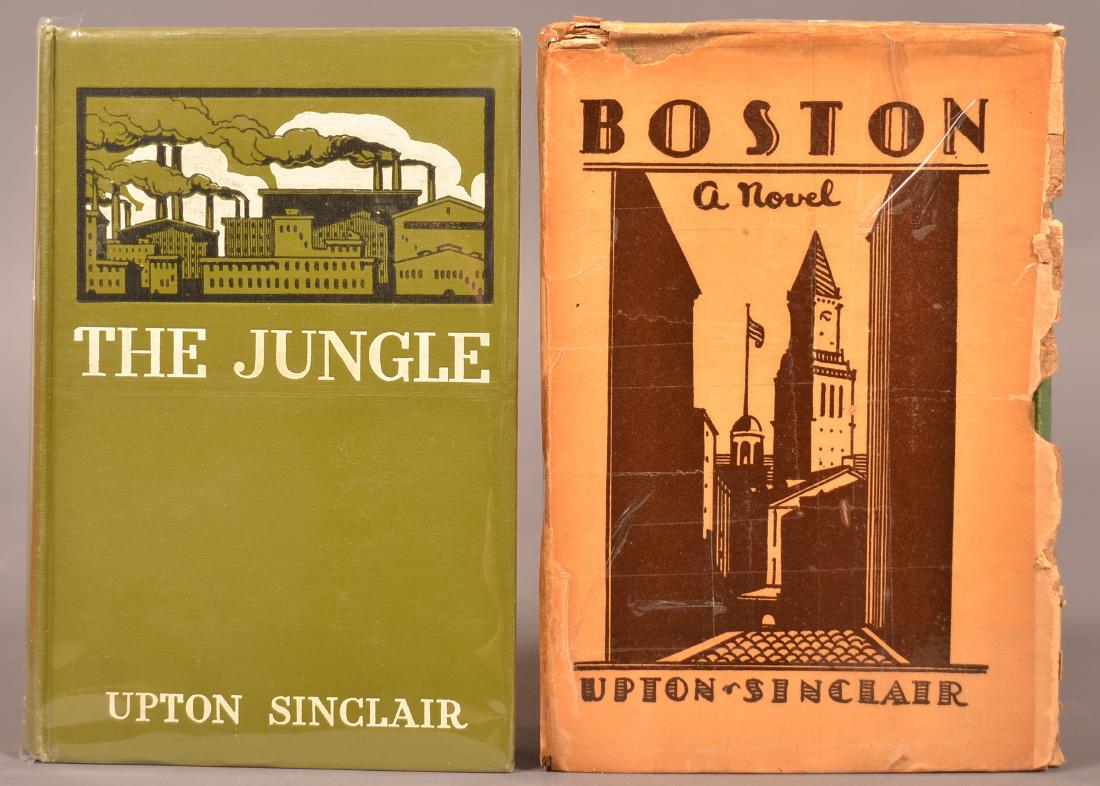 THE JUNGLE
UPTON SINCLAIR
BOSTON
a Novel
UPTON SINCLAIR